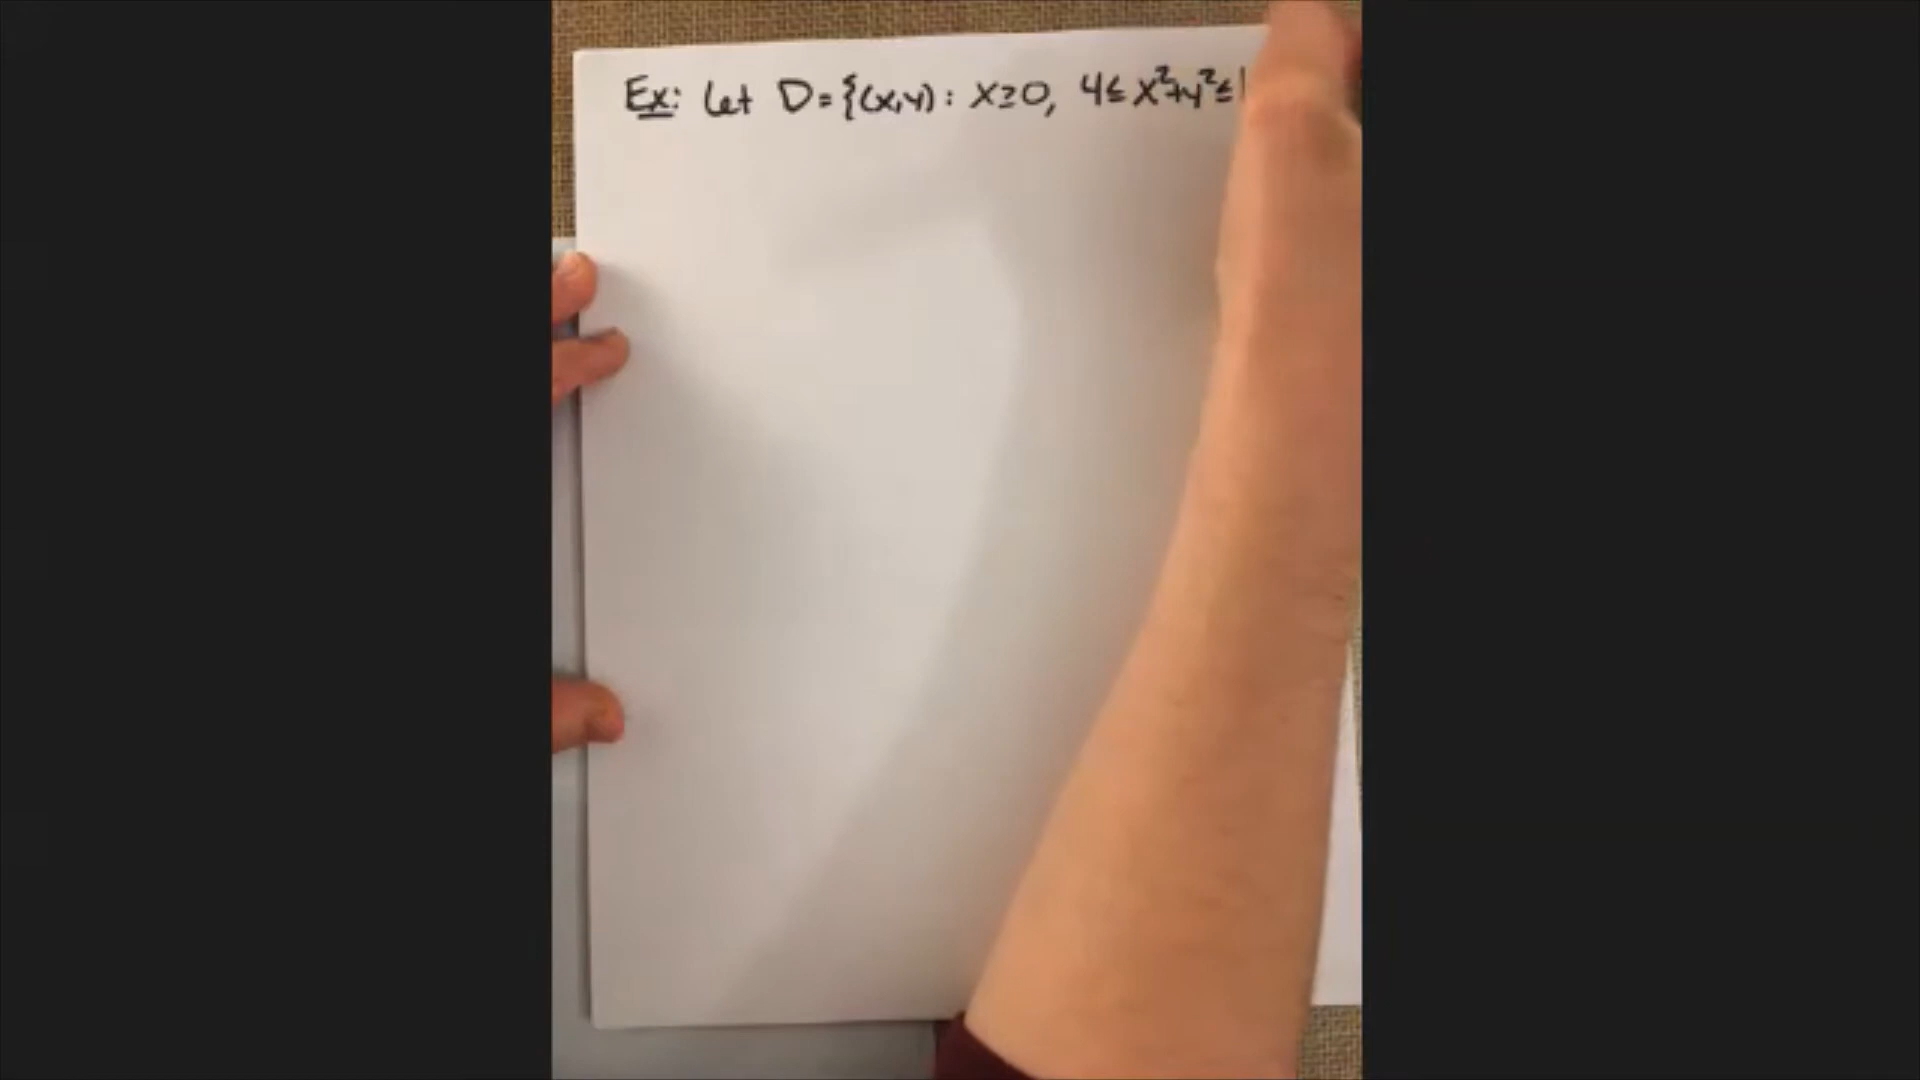 Ex: Let D={(x,y): x≥0, 4≤x²+y²≤